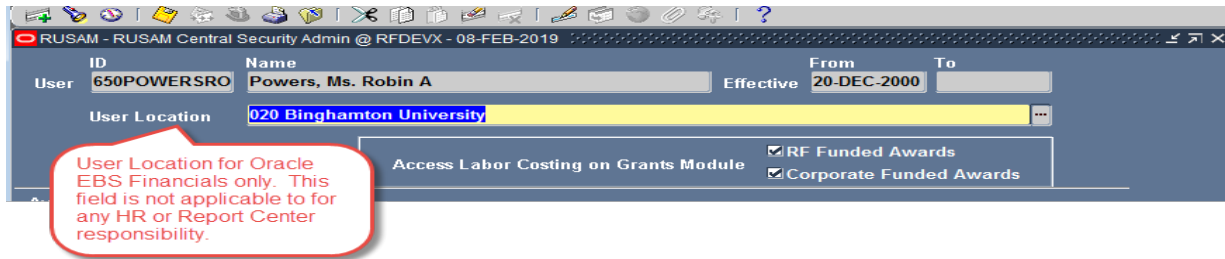 RUSAM - RUSAM Central Security Admin @ RFDEVX - 08-FEB-2019
ID Name From To
User 650POWERSRO Powers, Ms. Robin A Effective 20-DEC-2000
User Location 020 Binghamton University
Access Labor Costing on Grants Module
RF Funded Awards
Corporate Funded Awards
User Location for Oracle
EBS Financials only. This
field is not applicable to for
any HR or Report Center
responsibility.